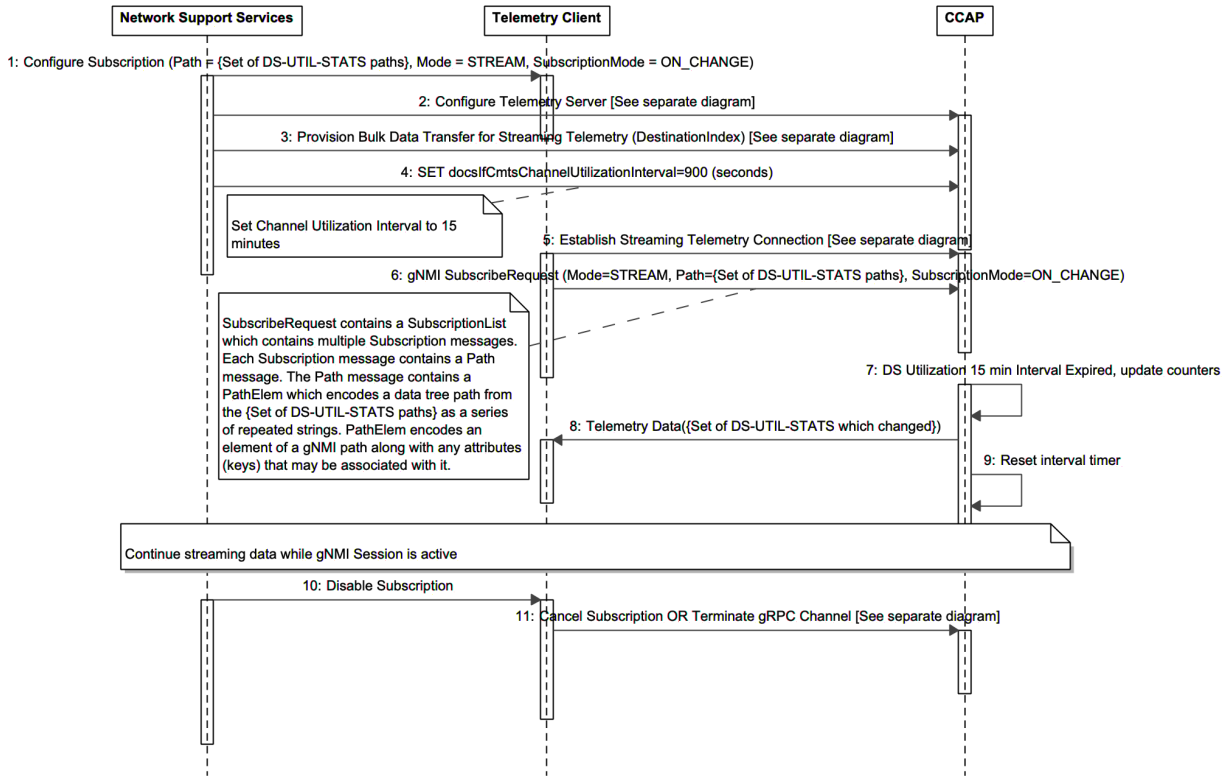 Network Support Services
Telemetry Client
CCAP
1: Configure Subscription (Path = {Set of DS-UTIL-STATS paths}, Mode = STREAM, SubscriptionMode = ON_CHANGE)
2: Configure Telemetry Server [See separate diagram]
3: Provision Bulk Data Transfer for Streaming Telemetry (DestinationIndex) [See separate diagram]
4: SET docsIfCmtsChannelUtilizationInterval=900 (seconds)
Set Channel Utilization Interval to 15
minutes
5: Establish Streaming Telemetry Connection [See separate diagram]
6: gNMI SubscribeRequest (Mode=STREAM, Path={Set of DS-UTIL-STATS paths}, SubscriptionMode=ON_CHANGE)
SubscribeRequest contains a SubscriptionList
which contains multiple Subscription messages.
Each Subscription message contains a Path
message. The Path message contains a
PathElem which encodes a data tree path from
the {Set of DS-UTIL-STATS paths} as a series
of repeated strings. PathElem encodes an
element of a gNMI path along with any attributes
(keys) that may be associated with it.
7: DS Utilization 15 min Interval Expired, update counters
8: Telemetry Data({Set of DS-UTIL-STATS which changed})
9: Reset interval timer
Continue streaming data while gNMI Session is active
10: Disable Subscription
11: Cancel Subscription OR Terminate gRPC Channel [See separate diagram]